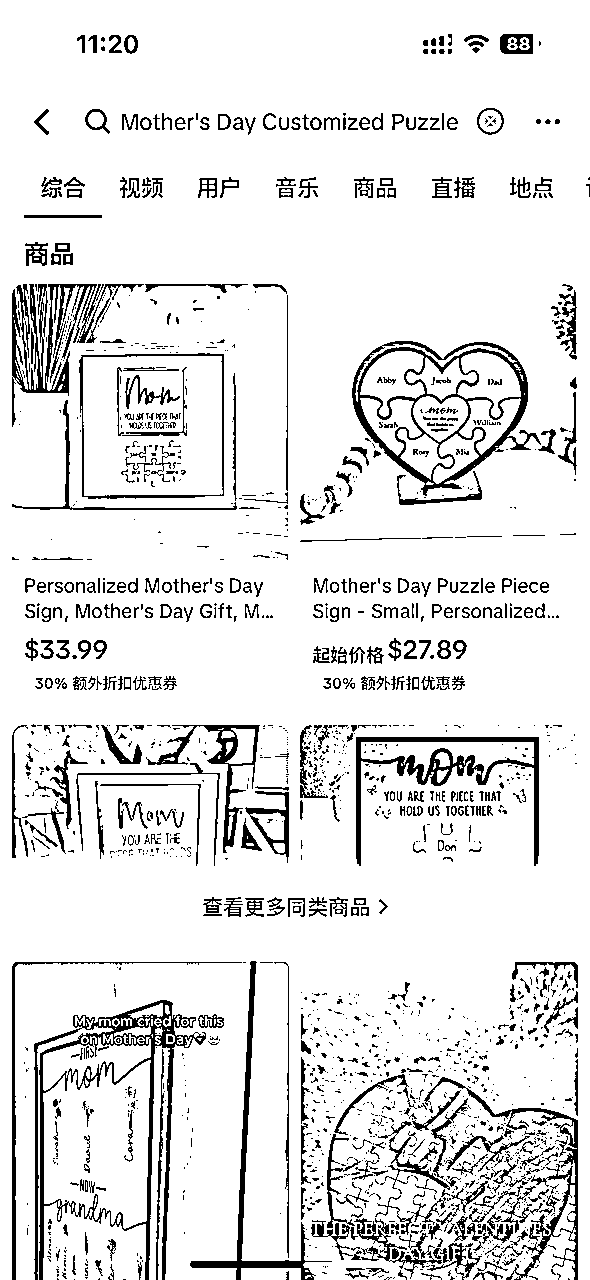 11:20
88
Mother's Day Customized Puzzle
综合 视频 用户 音乐 商品 直播 地点
商品
Mom
YOU ARE THE PIECE THAT
HOLDS US TOGETHER
Abby Jacob Dad
Sarah mom William
Rosy Mia
Personalized Mother's Day
Sign, Mother's Day Gift, M...
$33.99
30% 额外折扣优惠券
Mother's Day Puzzle Piece
Sign - Small, Personalized...
起始价格 $27.89
30% 额外折扣优惠券
Mom
YOU ARE THE
PIECE THAT HOLDS
mom
YOU ARE THE PIECE THAT
HOLD US TOGETHER
Don
查看更多同类商品
My mom cried for this
on Mother's Day
FIRST
mom
Daniel
NOW
grandma
THE PERFECT VALENTINES
DAY GIFT